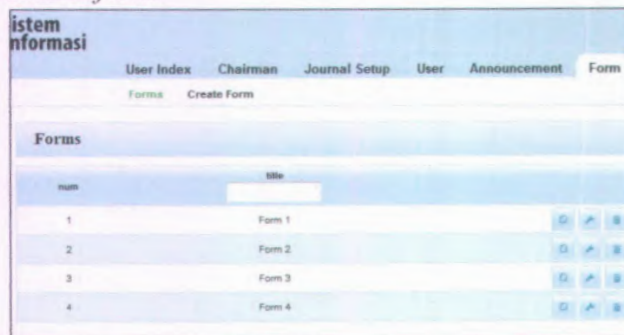 istem
nformasi
User Index Chairman Journal Setup User Announcement Form
Forms Create Form
Forms
num title
1 Form 1
2 Form 2
3 Form 3
4 Form 4